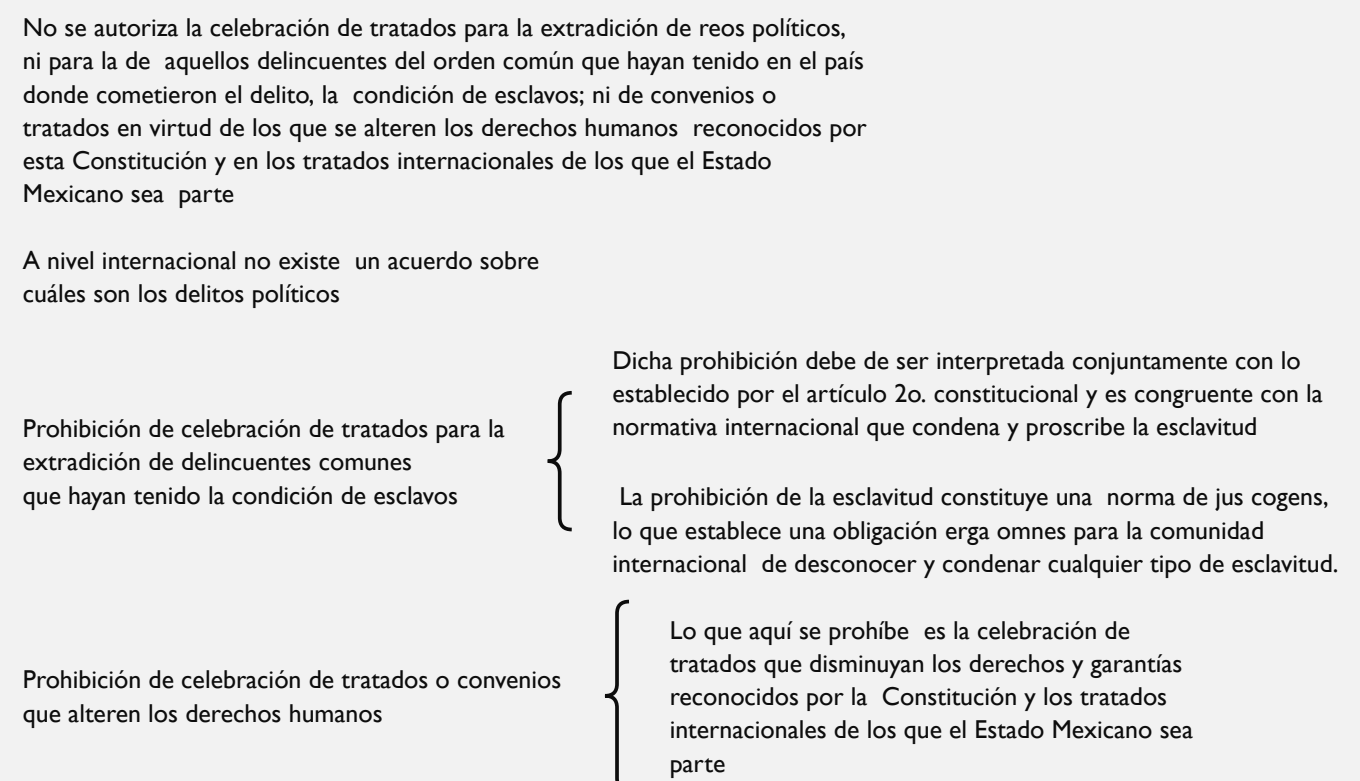 No se autoriza la celebración de tratados para la extradición de reos políticos,
ni para la de aquellos delincuentes del orden común que hayan tenido en el país
donde cometieron el delito, la condición de esclavos; ni de convenios o
tratados en virtud de los que se alteren los derechos humanos reconocidos por
esta Constitución y en los tratados internacionales de los que el Estado
Mexicano sea parte
A nivel internacional no existe un acuerdo sobre
cuáles son los delitos políticos
Prohibición de celebración de tratados para la
extradición de delincuentes comunes
que hayan tenido la condición de esclavos
Dicha prohibición debe de ser interpretada conjuntamente con lo
establecido por el artículo 2o. constitucional y es congruente con la
normativa internacional que condena y proscribe la esclavitud
La prohibición de la esclavitud constituye una norma de jus cogens,
lo que establece una obligación erga omnes para la comunidad
internacional de desconocer y condenar cualquier tipo de esclavitud.
Prohibición de celebración de tratados o convenios
que alteren los derechos humanos
Lo que aquí se prohíbe es la celebración de
tratados que disminuyan los derechos y garantías
reconocidos por la Constitución y los tratados
internacionales de los que el Estado Mexicano sea
parte